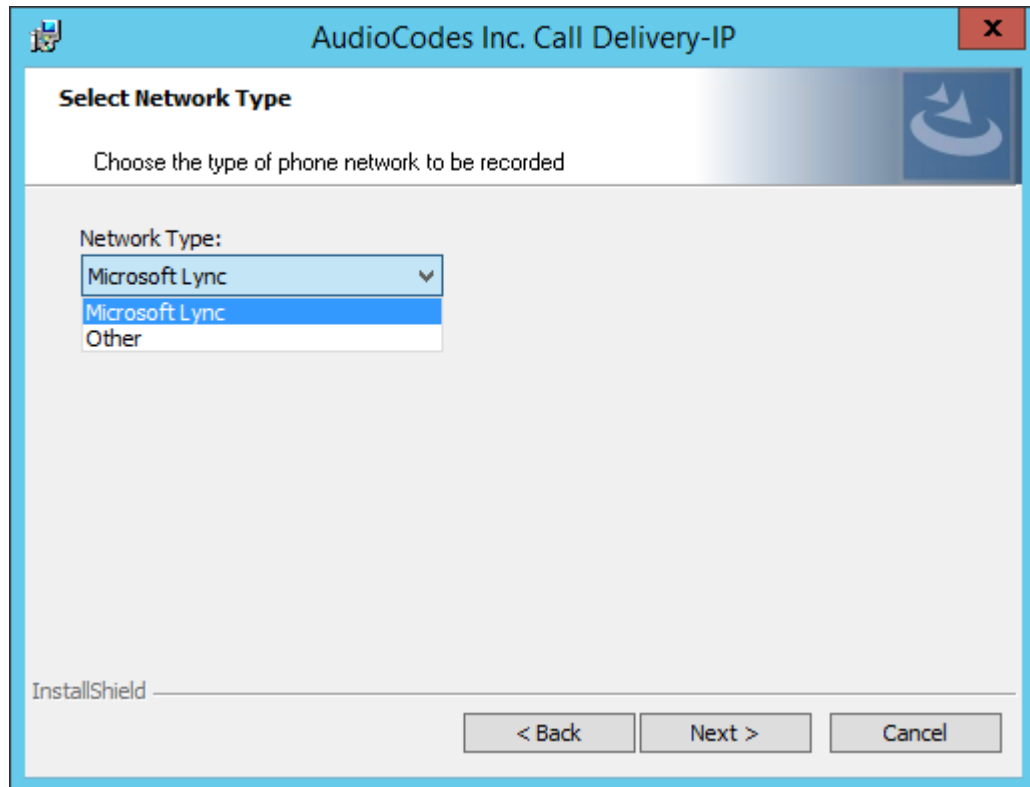 AudioCodes Inc. Call Delivery-IP
x
Select Network Type
Choose the type of phone network to be recorded
Network Type:
Microsoft Lync
Microsoft Lync
Other
InstallShield
< Back Next > Cancel